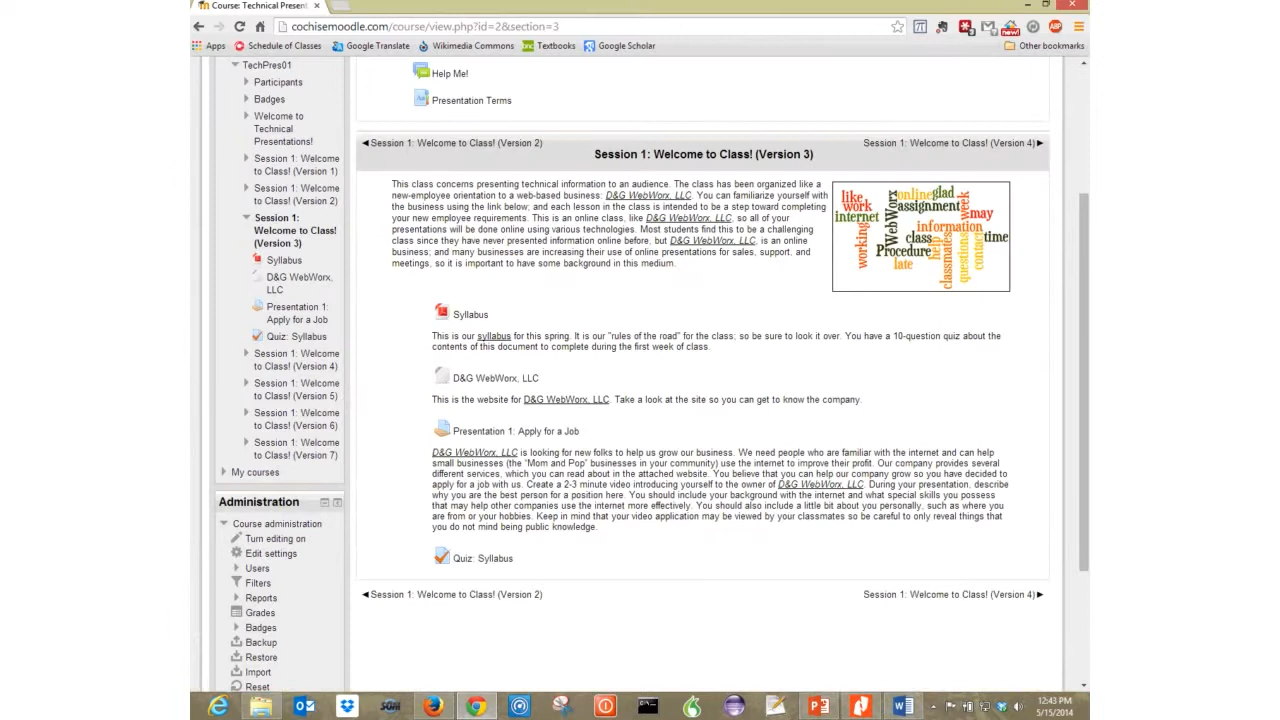 Course: Technical Present
cochisemoodle.com/course/view.php?id=2&section=3
Apps Schedule of Classes Google Translate Wikimedia Commons Textbooks Google Scholar Other bookmarks
TechPres01
Participants
Badges
Welcome to
Technical
Presentations!
Session 1: Welcome
to Class! (Version 1)
Session 1: Welcome
to Class! (Version 2)
Session 1:
Welcome to Class!
(Version 3)
Syllabus
D&G WebWorx,
LLC
Presentation 1:
Apply for a Job
Quiz: Syllabus
Session 1: Welcome
to Class! (Version 4)
Session 1: Welcome
to Class! (Version 5)
Session 1: Welcome
to Class! (Version 6)
Session 1: Welcome
to Class! (Version 7)
My courses
Administration
Course administration
Turn editing on
Edit settings
Users
Filters
Reports
Grades
Badges
Backup
Restore
Import
Reset
Help Me!
Presentation Terms
◄Session 1: Welcome to Class! (Version 2)
Session 1: Welcome to Class! (Version 4)►
Session 1: Welcome to Class! (Version 3)
This class concerns presenting technical information to an audience. The class has been organized like a
new-employee orientation to a web-based business: D&G WebWorx, LLC. You can familiarize yourself with
the business using the link below; and each lesson in the class is intended to be a step toward completing
your new employee requirements. This is an online class, like D&G WebWorx, LLC, so all of your
presentations will be done online using various technologies. Most students find this to be a challenging
class since they have never presented information online before, but D&G WebWorx, LLC, is an online
business; and many businesses are increasing their use of online presentations for sales, support, and
meetings, so it is important to have some background in this medium.
like
work
internet
working
WebWorx
online
glad
assignment
week
may
information
class
help
time
Procedure
late
classmates
questions
contact
Syllabus
This is our syllabus for this spring. It is our "rules of the road" for the class; so be sure to look it over. You have a 10-question quiz about the
contents of this document to complete during the first week of class.
D&G WebWorx, LLC
This is the website for D&G WebWorx, LLC. Take a look at the site so you can get to know the company.
Presentation 1: Apply for a Job
D&G WebWorx, LLC is looking for new folks to help us grow our business. We need people who are familiar with the internet and can help
small businesses (the "Mom and Pop" businesses in your community) use the internet to improve their profit. Our company provides several
different services, which you can read about in the attached website. You believe that you can help our company grow so you have decided to
apply for a job with us. Create a 2-3 minute video introducing yourself to the owner of D&G WebWorx, LLC. During your presentation, describe
why you are the best person for a position here. You should include your background with the internet and what special skills you possess
that may help other companies use the internet more effectively. You should also include a little bit about you personally, such as where you
are from or your hobbies. Keep in mind that your video application may be viewed by your classmates so be careful to only reveal things that
you do not mind being public knowledge.
Quiz: Syllabus
◄Session 1: Welcome to Class! (Version 2)
Session 1: Welcome to Class! (Version 4)►
12:43 PM
5/15/2014